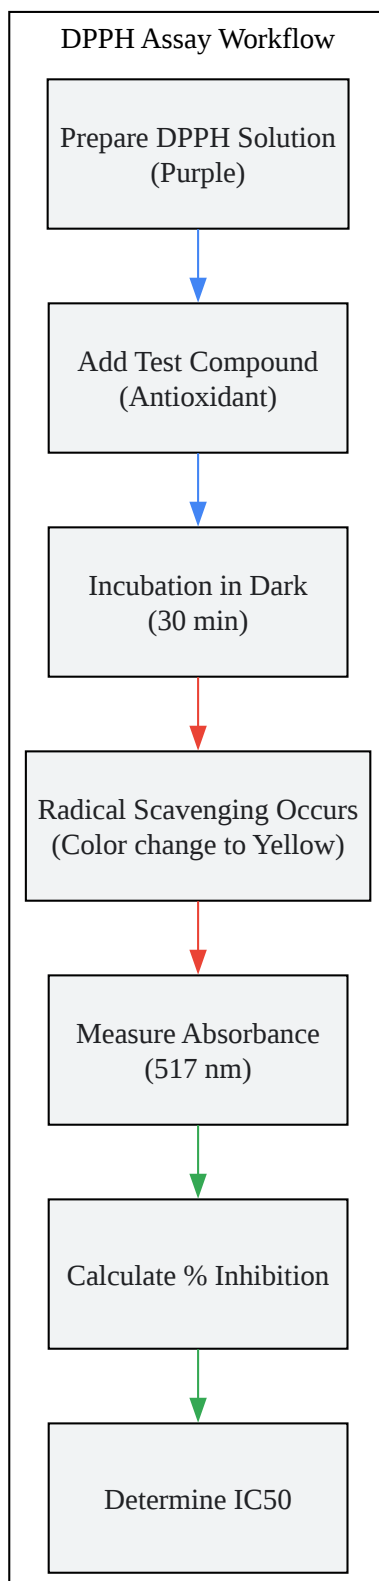 DPPH Assay Workflow
Prepare DPPH Solution
(Purple)
Add Test Compound
(Antioxidant)
Incubation in Dark
(30 min)
Radical Scavenging Occurs
(Color change to Yellow)
Measure Absorbance
(517 nm)
Calculate % Inhibition
Determine IC50